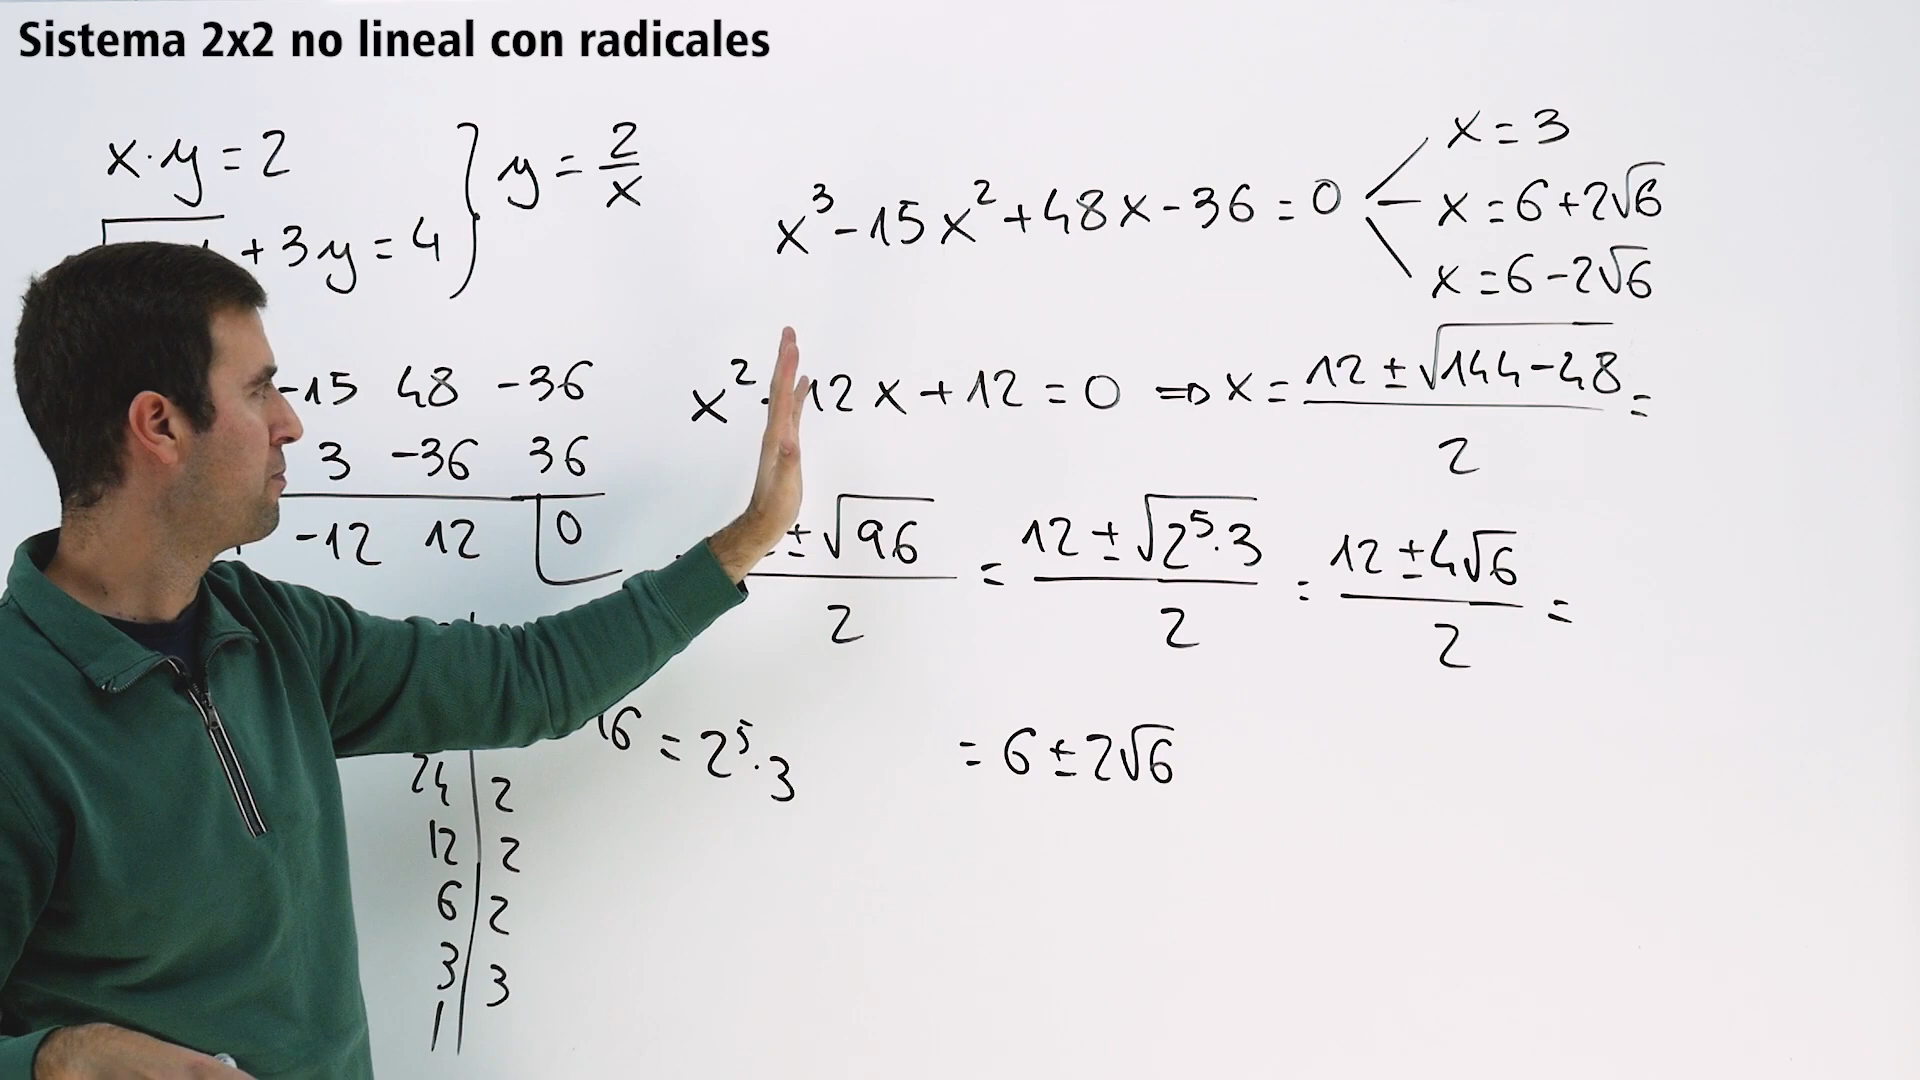 Sistema 2x2 no lineal con radicales
x·y=2
+3y=4
y=2/x
x³-15x²+48x-36=0
x=3
x=6+2√6
x=6-2√6
-15 48 -36
3 -36 36
-12 12 0
x² 12x+12=0 ⇒ x=12±√144-48/2=
±√96/2 = 12±√2⁵·3/2 = 12±4√6/2 =
6=2⁵·3
=6±2√6
24 2
12 2
6 2
3 3
1